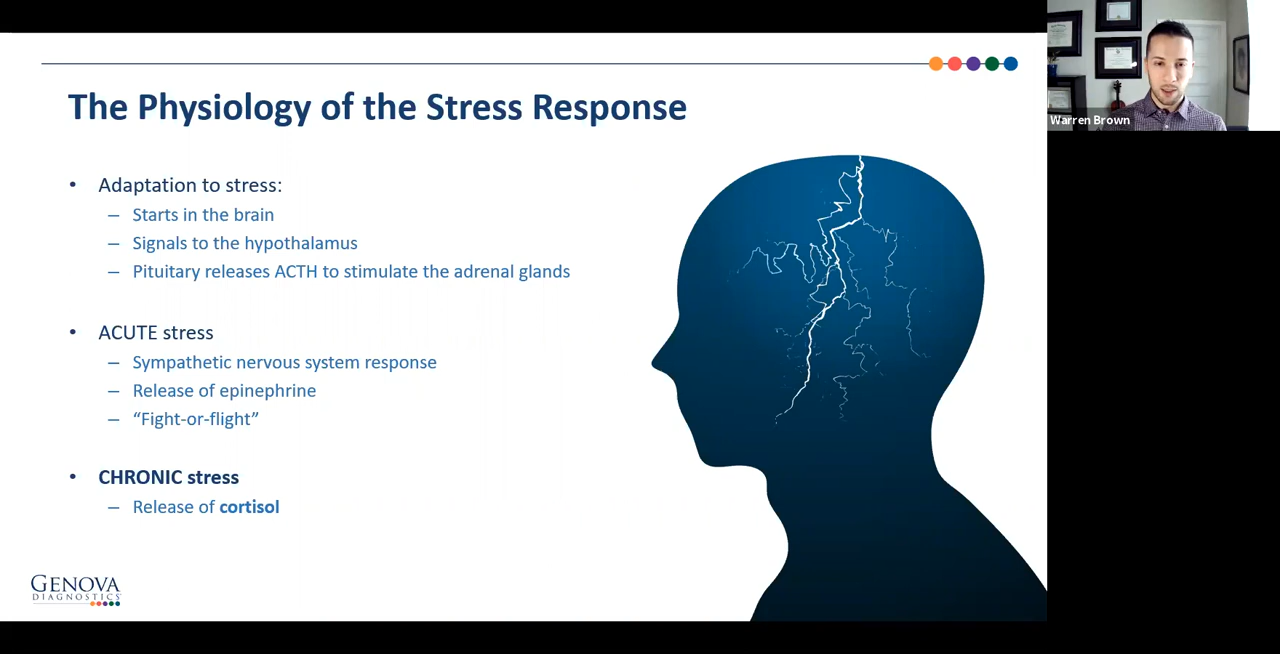 The Physiology of the Stress Response
• Adaptation to stress:
– Starts in the brain
– Signals to the hypothalamus
– Pituitary releases ACTH to stimulate the adrenal glands
• ACUTE stress
– Sympathetic nervous system response
– Release of epinephrine
– “Fight-or-flight”
• CHRONIC stress
– Release of cortisol
GENOVA
DIAGNOSTICS
Warren Brown